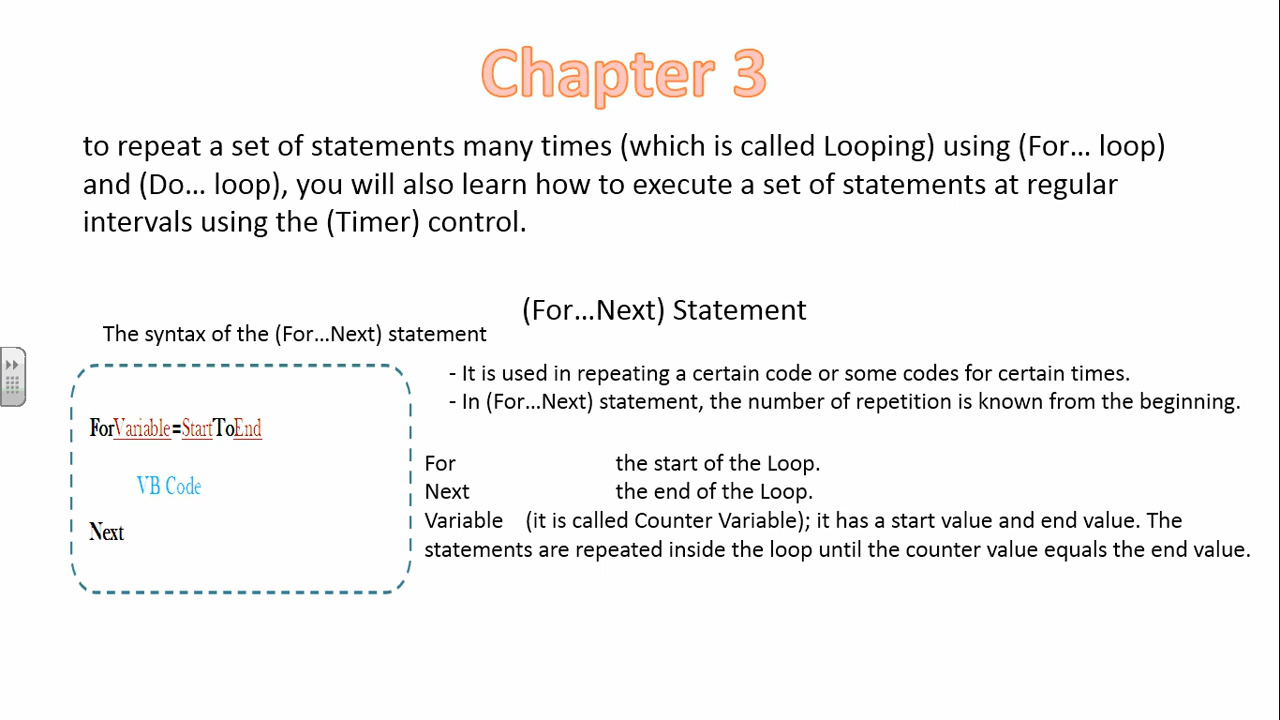 Chapter 3
to repeat a set of statements many times (which is called Looping) using (For... loop)
and (Do... loop), you will also learn how to execute a set of statements at regular
intervals using the (Timer) control.
(For...Next) Statement
The syntax of the (For...Next) statement
ForVariable=StartToEnd
VB Code
Next
- It is used in repeating a certain code or some codes for certain times.
- In (For...Next) statement, the number of repetition is known from the beginning.
For the start of the Loop.
Next the end of the Loop.
Variable (it is called Counter Variable); it has a start value and end value. The
statements are repeated inside the loop until the counter value equals the end value.